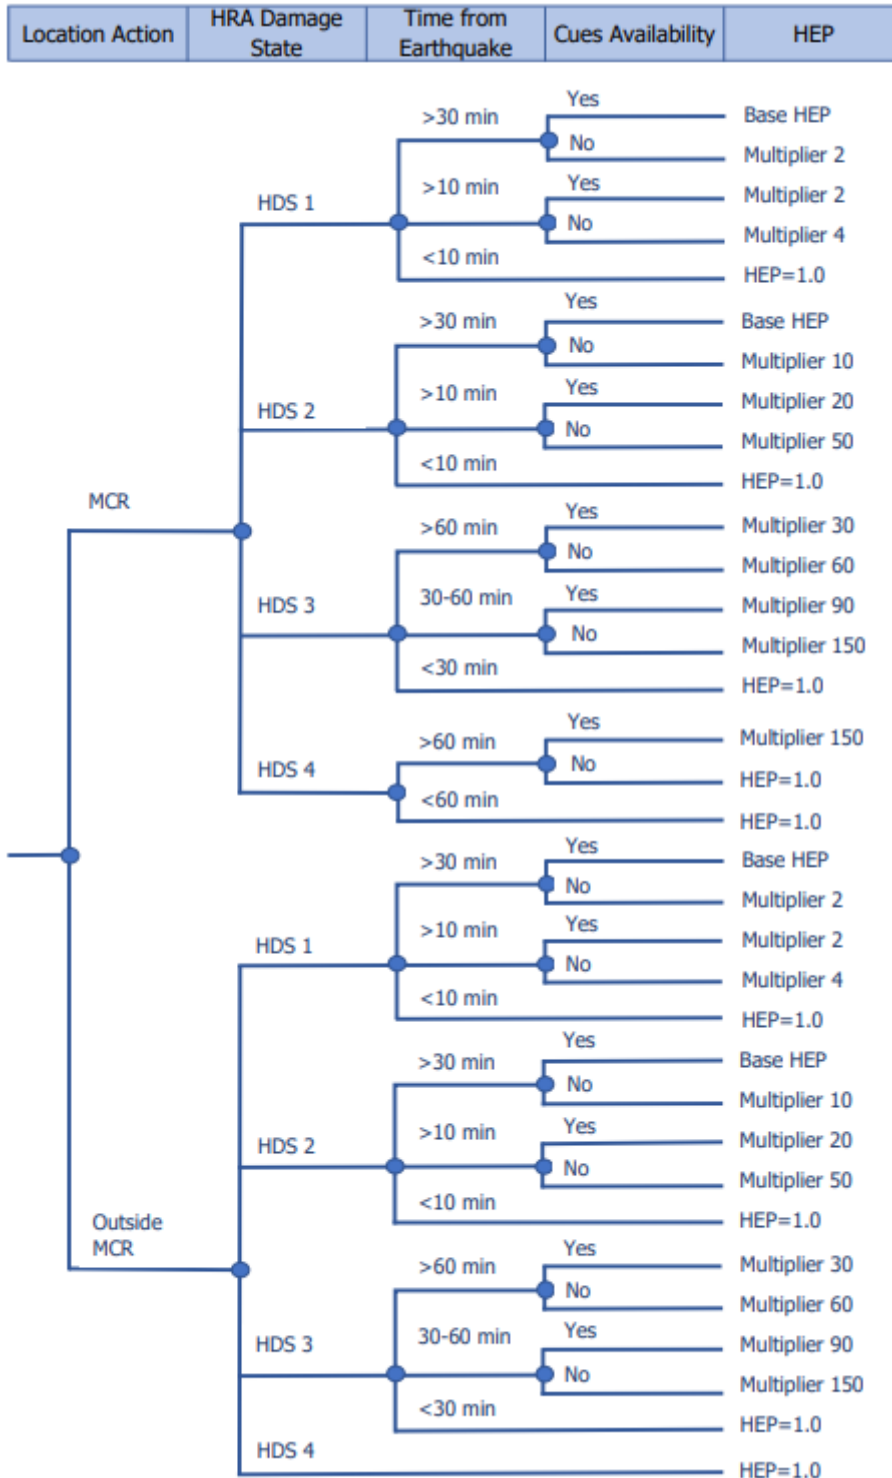 Location Action
HRA Damage
State
Time from
Earthquake
Cues Availability
HEP
Yes
>30 min
Base HEP
No
Multiplier 2
>10 min
Yes
Multiplier 2
HDS 1
No
Multiplier 4
<10 min
HEP=1.0
Yes
>30 min
Base HEP
No
Multiplier 10
>10 min
Yes
Multiplier 20
HDS 2
No
Multiplier 50
<10 min
HEP=1.0
MCR
Yes
>60 min
Multiplier 30
No
Multiplier 60
30-60 min
Yes
Multiplier 90
HDS 3
No
Multiplier 150
<30 min
HEP=1.0
Yes
>60 min
Multiplier 150
HDS 4
No
HEP=1.0
<60 min
HEP=1.0
Yes
>30 min
Base HEP
No
Multiplier 2
>10 min
Yes
Multiplier 2
HDS 1
No
Multiplier 4
<10 min
HEP=1.0
Yes
>30 min
Base HEP
No
Multiplier 10
>10 min
Yes
Multiplier 20
HDS 2
No
Multiplier 50
<10 min
HEP=1.0
Outside
MCR
Yes
>60 min
Multiplier 30
No
Multiplier 60
30-60 min
Yes
Multiplier 90
HDS 3
No
Multiplier 150
<30 min
HEP=1.0
HDS 4
HEP=1.0